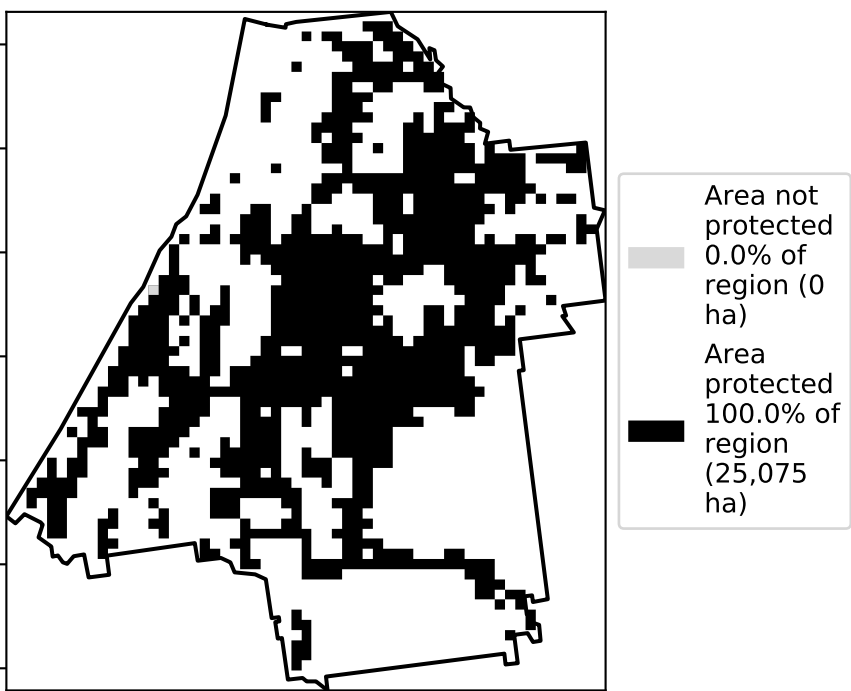 Area not
protected
0.0% of
region (0
ha)
Area
protected
100.0% of
region
(25,075
ha)